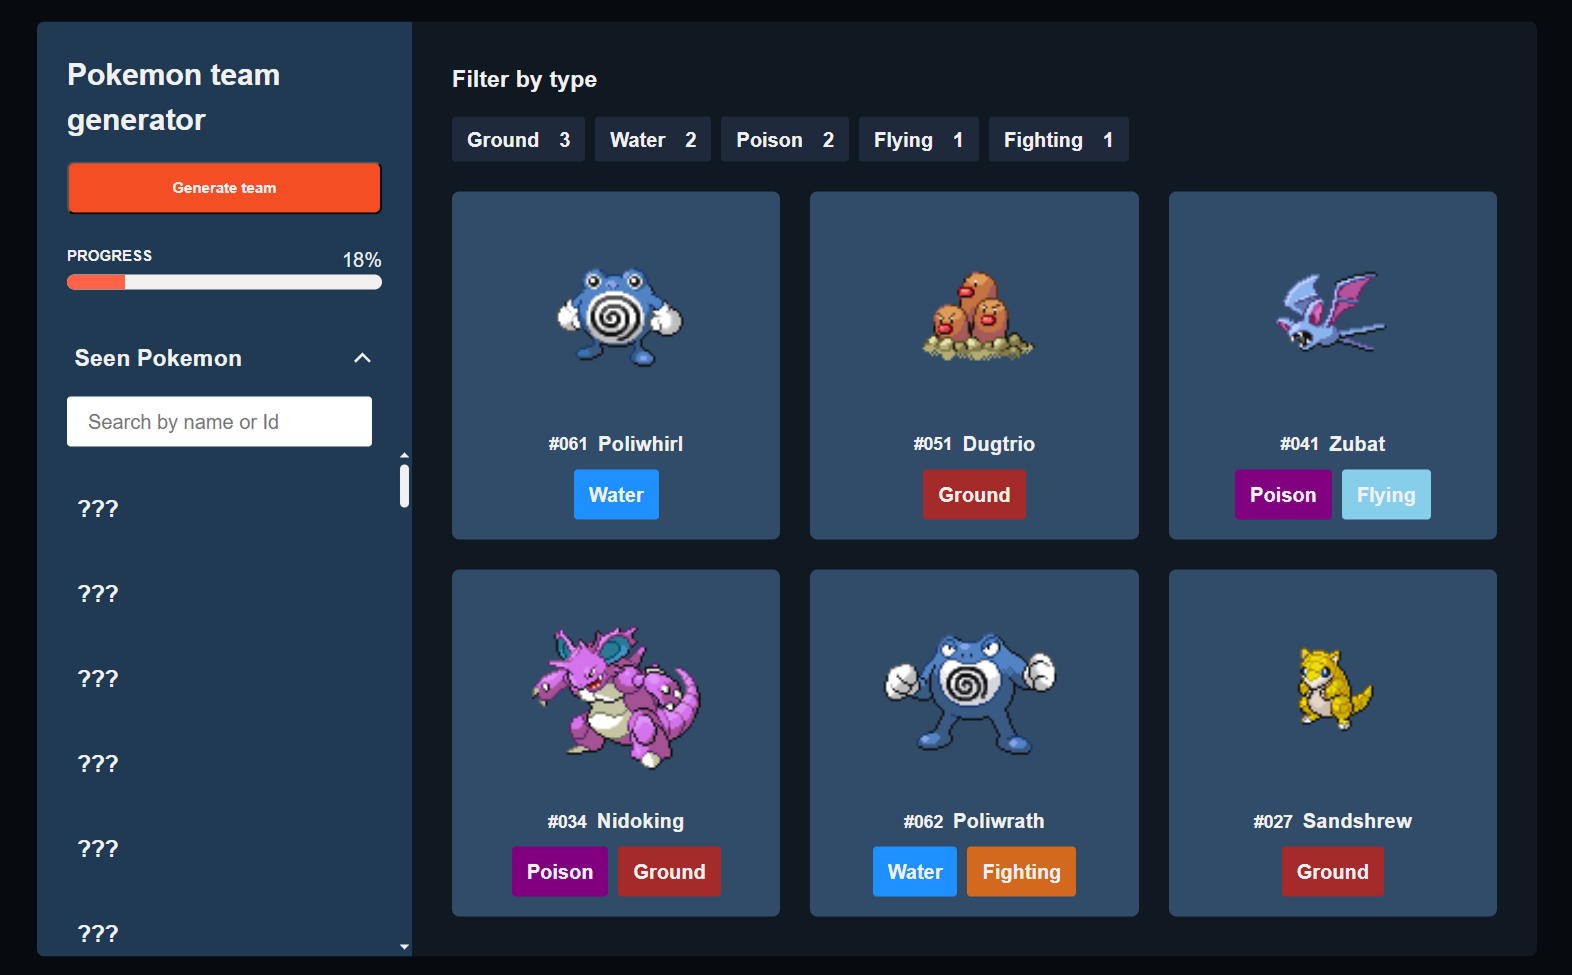 Pokemon team
generator
Generate team
PROGRESS 18%
Seen Pokemon
Search by name or Id
???
???
???
???
???
???
Filter by type
Ground 3 Water 2 Poison 2 Flying 1 Fighting 1
#061 Poliwhirl
Water
#051 Dugtrio
Ground
#041 Zubat
Poison Flying
#034 Nidoking
Poison Ground
#062 Poliwrath
Water Fighting
#027 Sandshrew
Ground